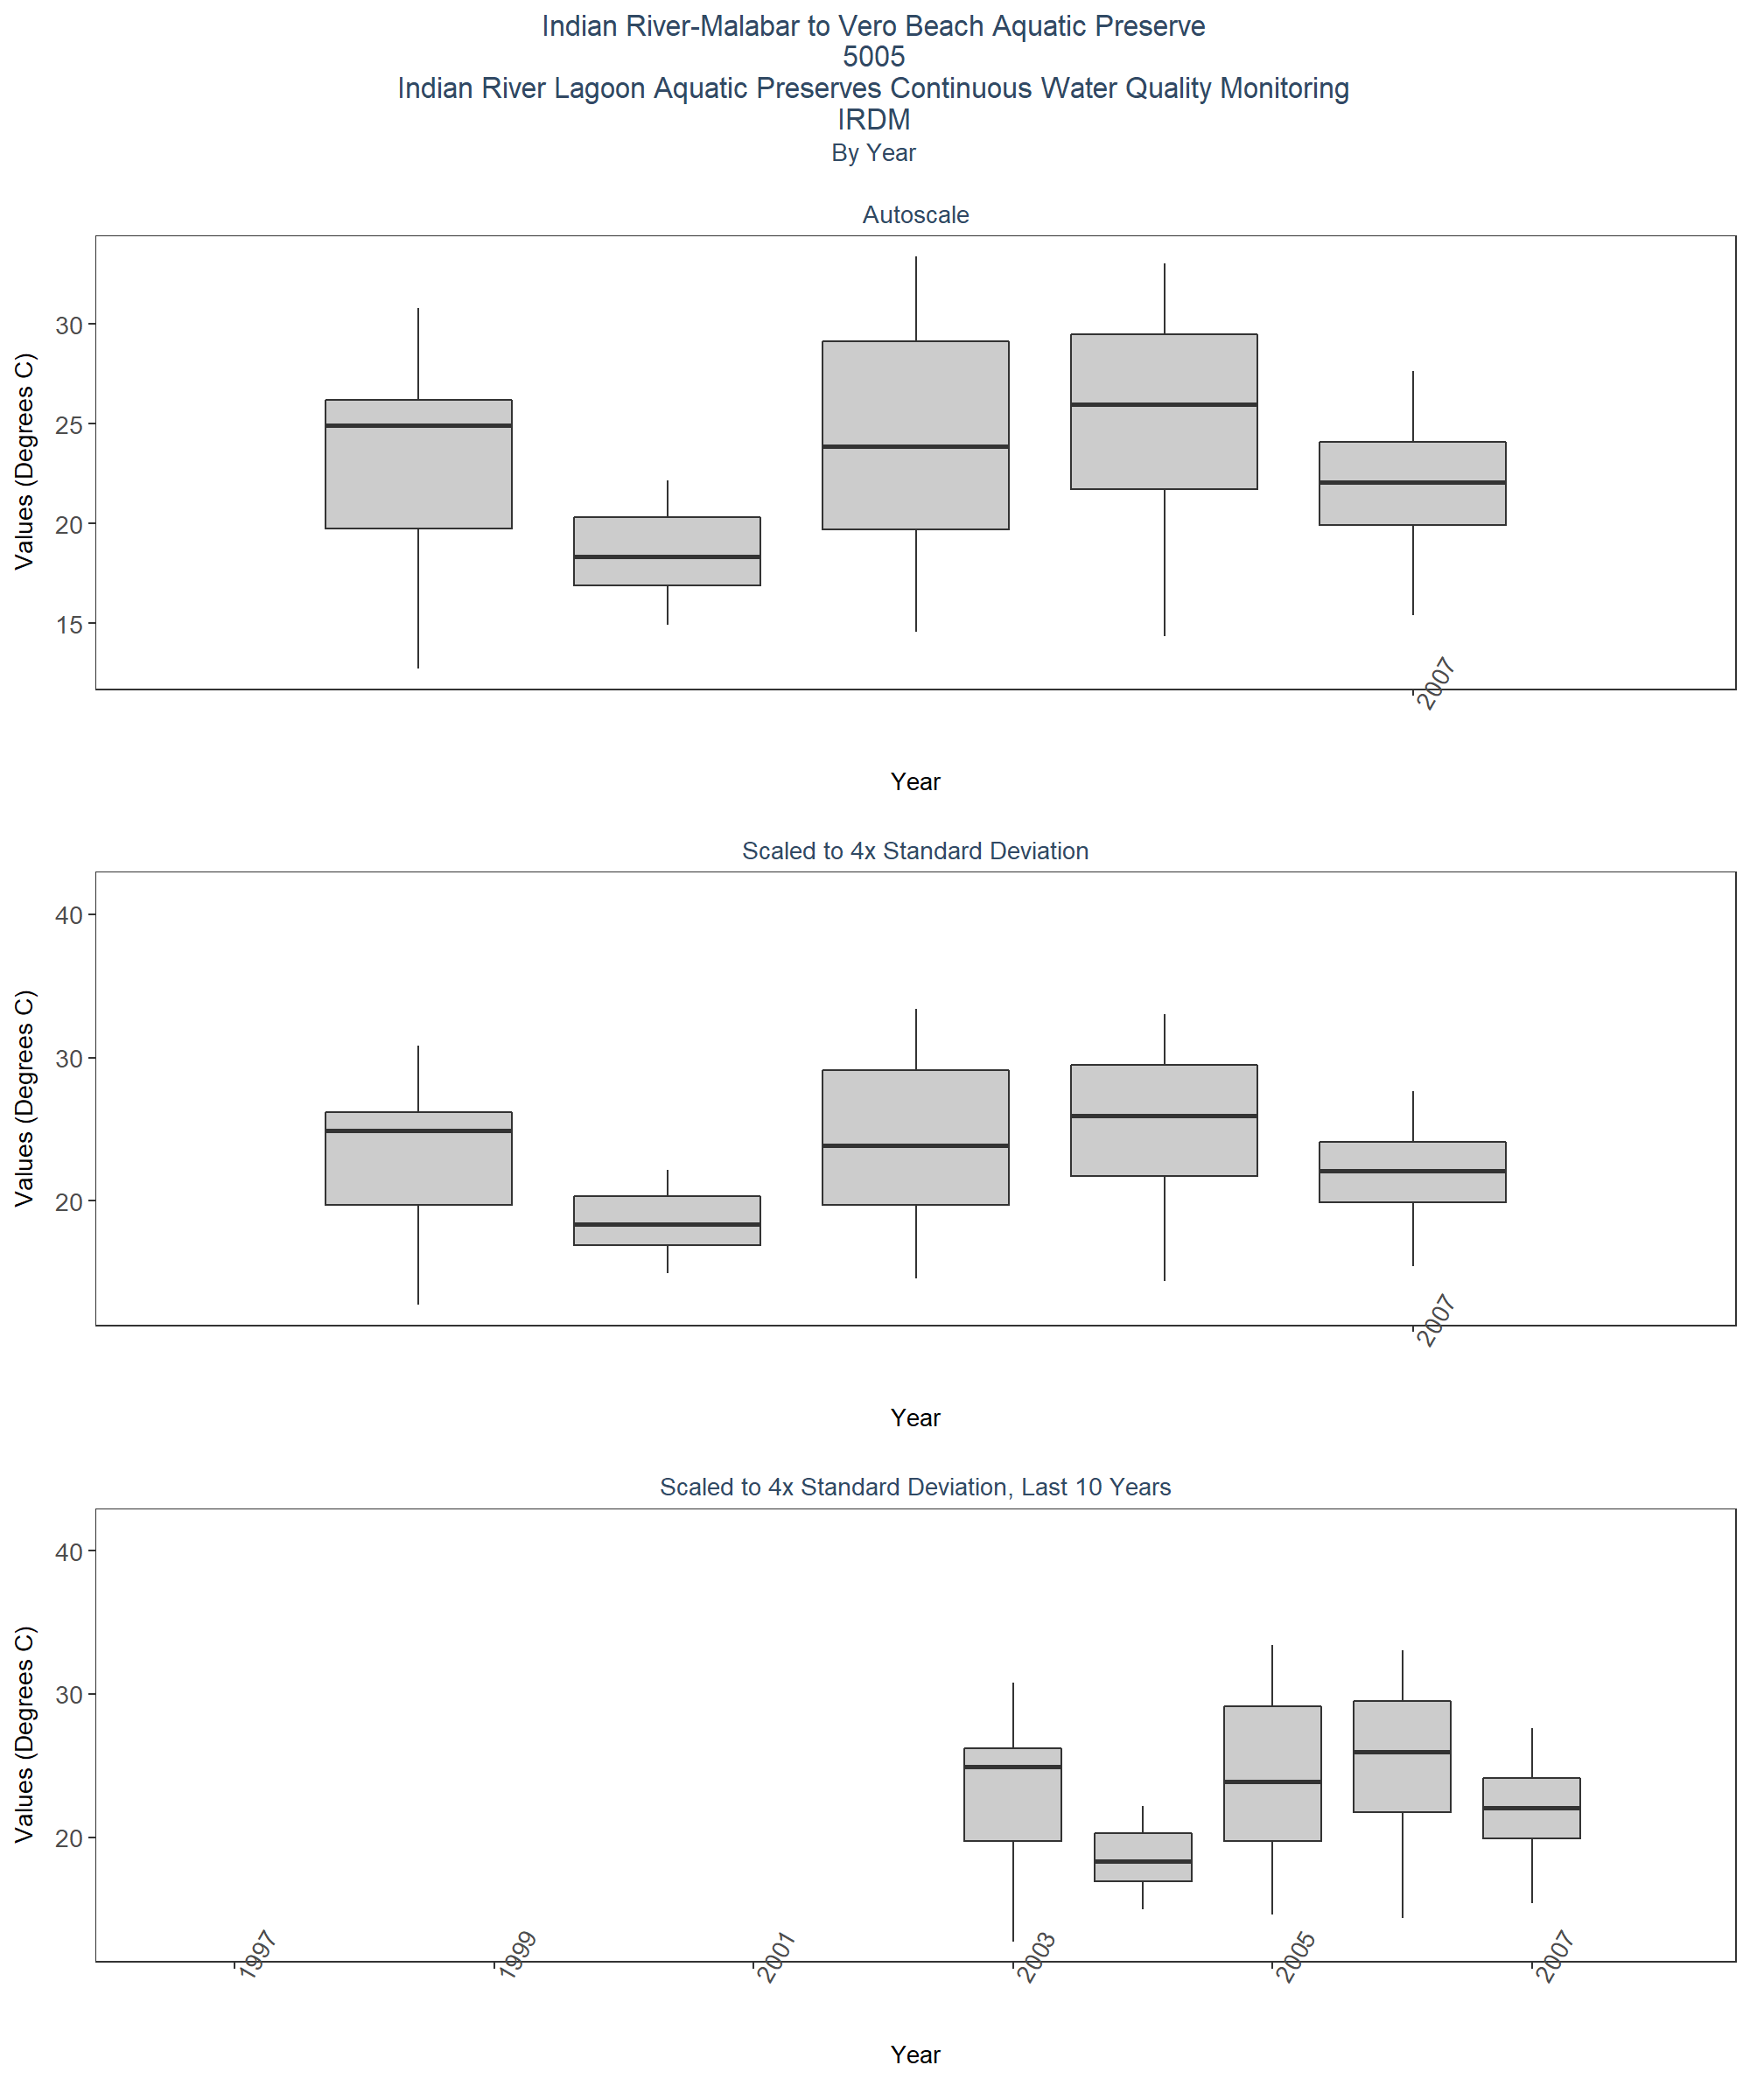 Indian River-Malabar to Vero Beach Aquatic Preserve
5005
Indian River Lagoon Aquatic Preserves Continuous Water Quality Monitoring
IRDM
By Year
Autoscale
Values (Degrees C)
30
25
20
15
2007
Year
Scaled to 4x Standard Deviation
Values (Degrees C)
40
30
20
2007
Year
Scaled to 4x Standard Deviation, Last 10 Years
Values (Degrees C)
40
30
20
1997 1999 2001 2003 2005 2007
Year